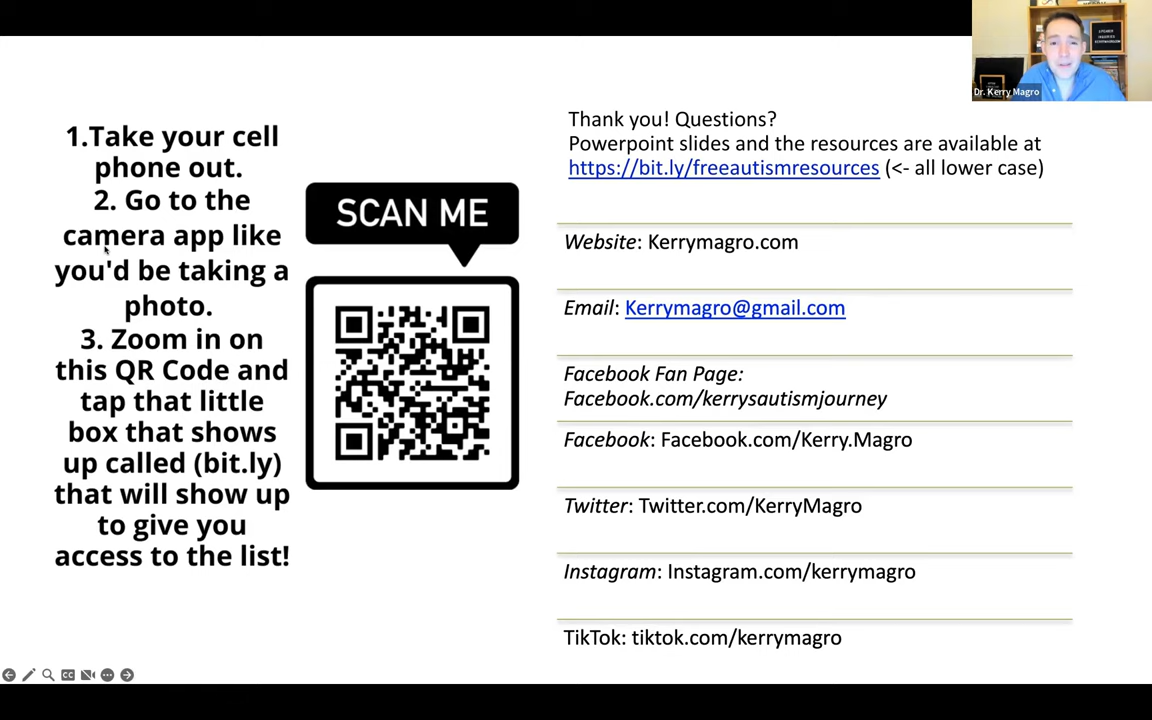 1.Take your cell
phone out.
2. Go to the
camera app like
you'd be taking a
photo.
3. Zoom in on
this QR Code and
tap that little
box that shows
up called (bit.ly)
that will show up
to give you
access to the list!
SCAN ME
Thank you! Questions?
Powerpoint slides and the resources are available at
https://bit.ly/freeautismresources (<- all lower case)
Website: Kerrymagro.com
Email: Kerrymagro@gmail.com
Facebook Fan Page:
Facebook.com/kerrysautismjourney
Facebook: Facebook.com/Kerry.Magro
Twitter: Twitter.com/KerryMagro
Instagram: Instagram.com/kerrymagro
TikTok: tiktok.com/kerrymagro
Dr. Kerry Magro
CC